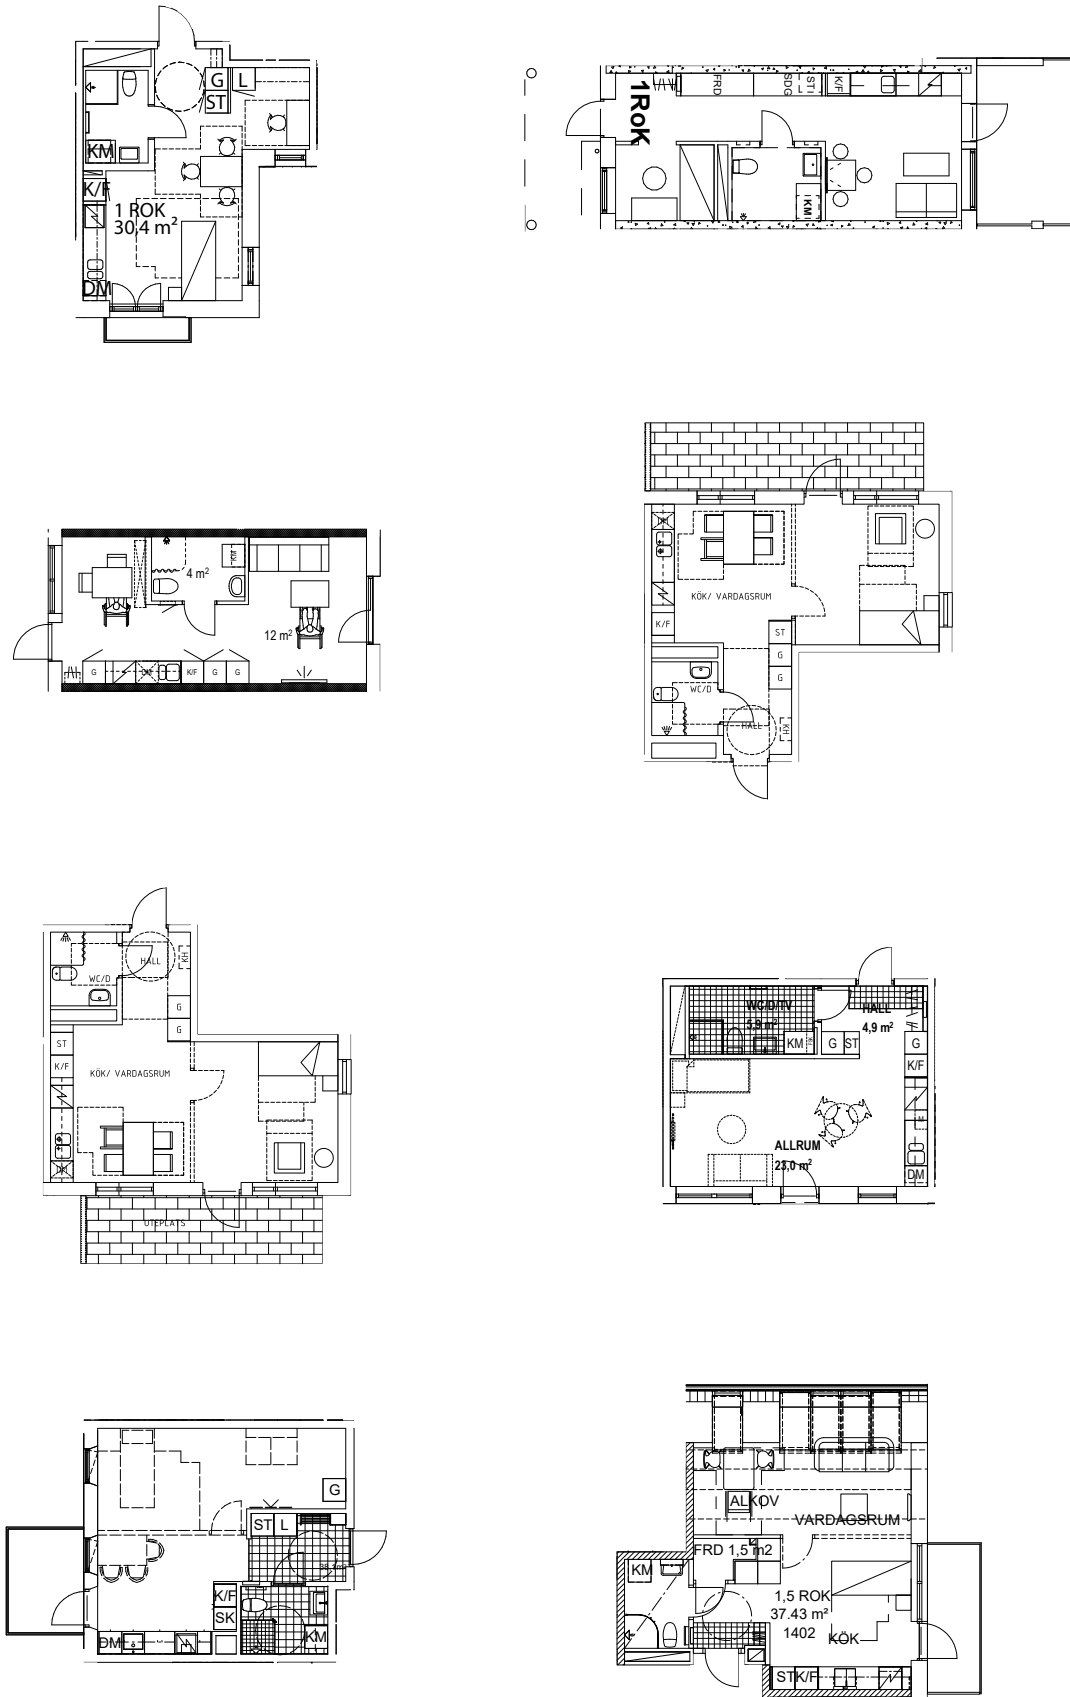 G L
ST
KM
K/F
1 ROK
30,4 m²
DM
1RoK
FRD
SDG
ST
L
K/F
KM
KM
4 m²
12 m²
G
DM
K/F
G
G
DM
KÖK/ VARDAGSRUM
K/F
ST
G
G
WC/D
HALL
KH
HALL
KH
WC/D
G
G
ST
K/F
KÖK/ VARDAGSRUM
DM
UTEPLATS
WC/D/TV
5,9 m²
HALL
4,9 m²
KM
G ST
G
K/F
M
ALLRUM
23,0 m²
DM
G
ST L
K/F
SK
DM
KM
ALKOV
VARDAGSRUM
FRD 1,5 m2
KM
1,5 ROK
37.43 m²
1402
KÖK
ST K/F